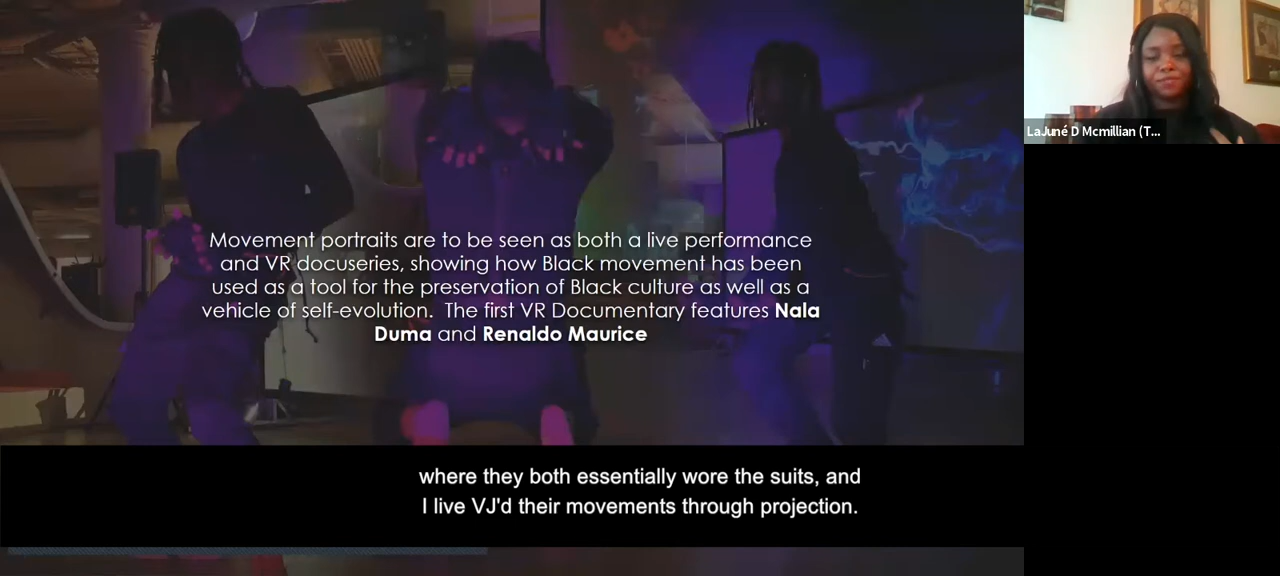 Movement portraits are to be seen as both a live performance
and VR docuseries, showing how Black movement has been
used as a tool for the preservation of Black culture as well as a
vehicle of self-evolution. The first VR Documentary features Nala
Duma and Renaldo Maurice
LaJuné D Mcmillian (T...
where they both essentially wore the suits, and
I live VJ'd their movements through projection.